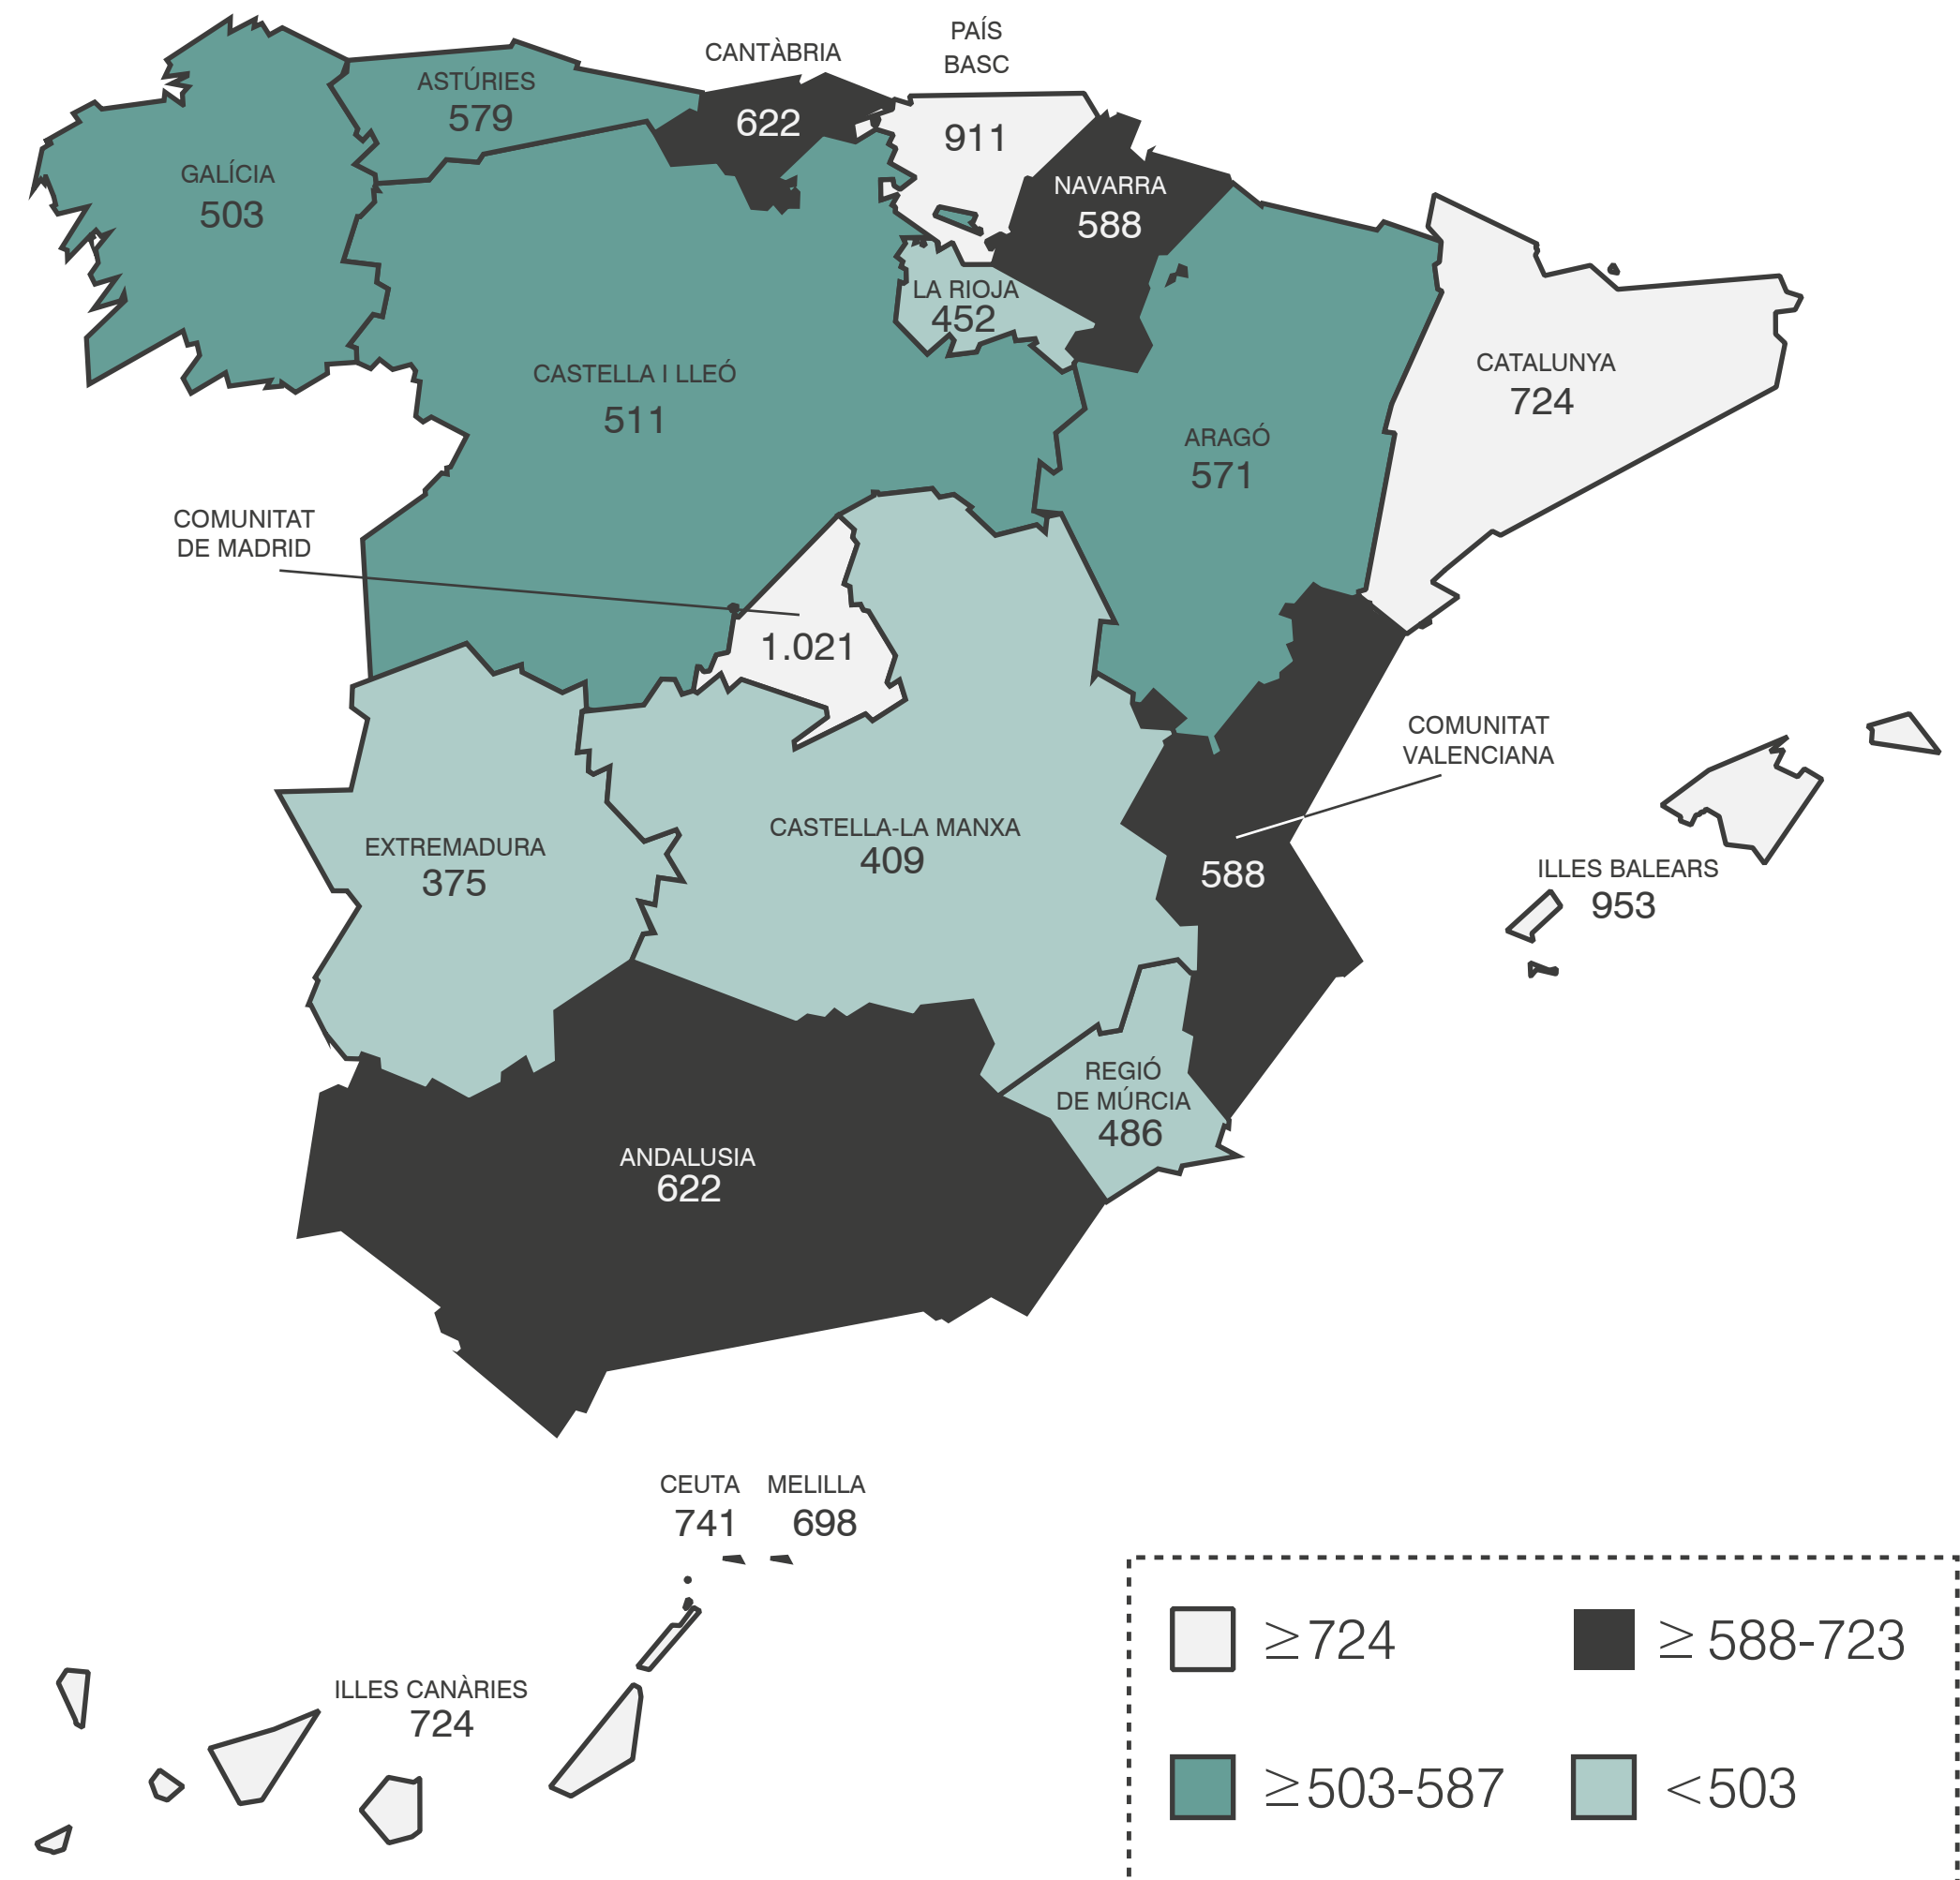 PAÍS
BASC
911
CANTÀBRIA
622
ASTÚRIES
579
GALÍCIA
503
NAVARRA
588
LA RIOJA
452
CATALUNYA
724
CASTELLA I LLEÓ
511
ARAGÓ
571
COMUNITAT
DE MADRID
1.021
COMUNITAT
VALENCIANA
588
CASTELLA-LA MANXA
409
EXTREMADURA
375
ILLES BALEARS
953
REGIÓ
DE MÚRCIA
486
ANDALUSIA
622
CEUTA
741
MELILLA
698
ILLES CANÀRIES
724
≥724
≥ 588-723
≥503-587
<503